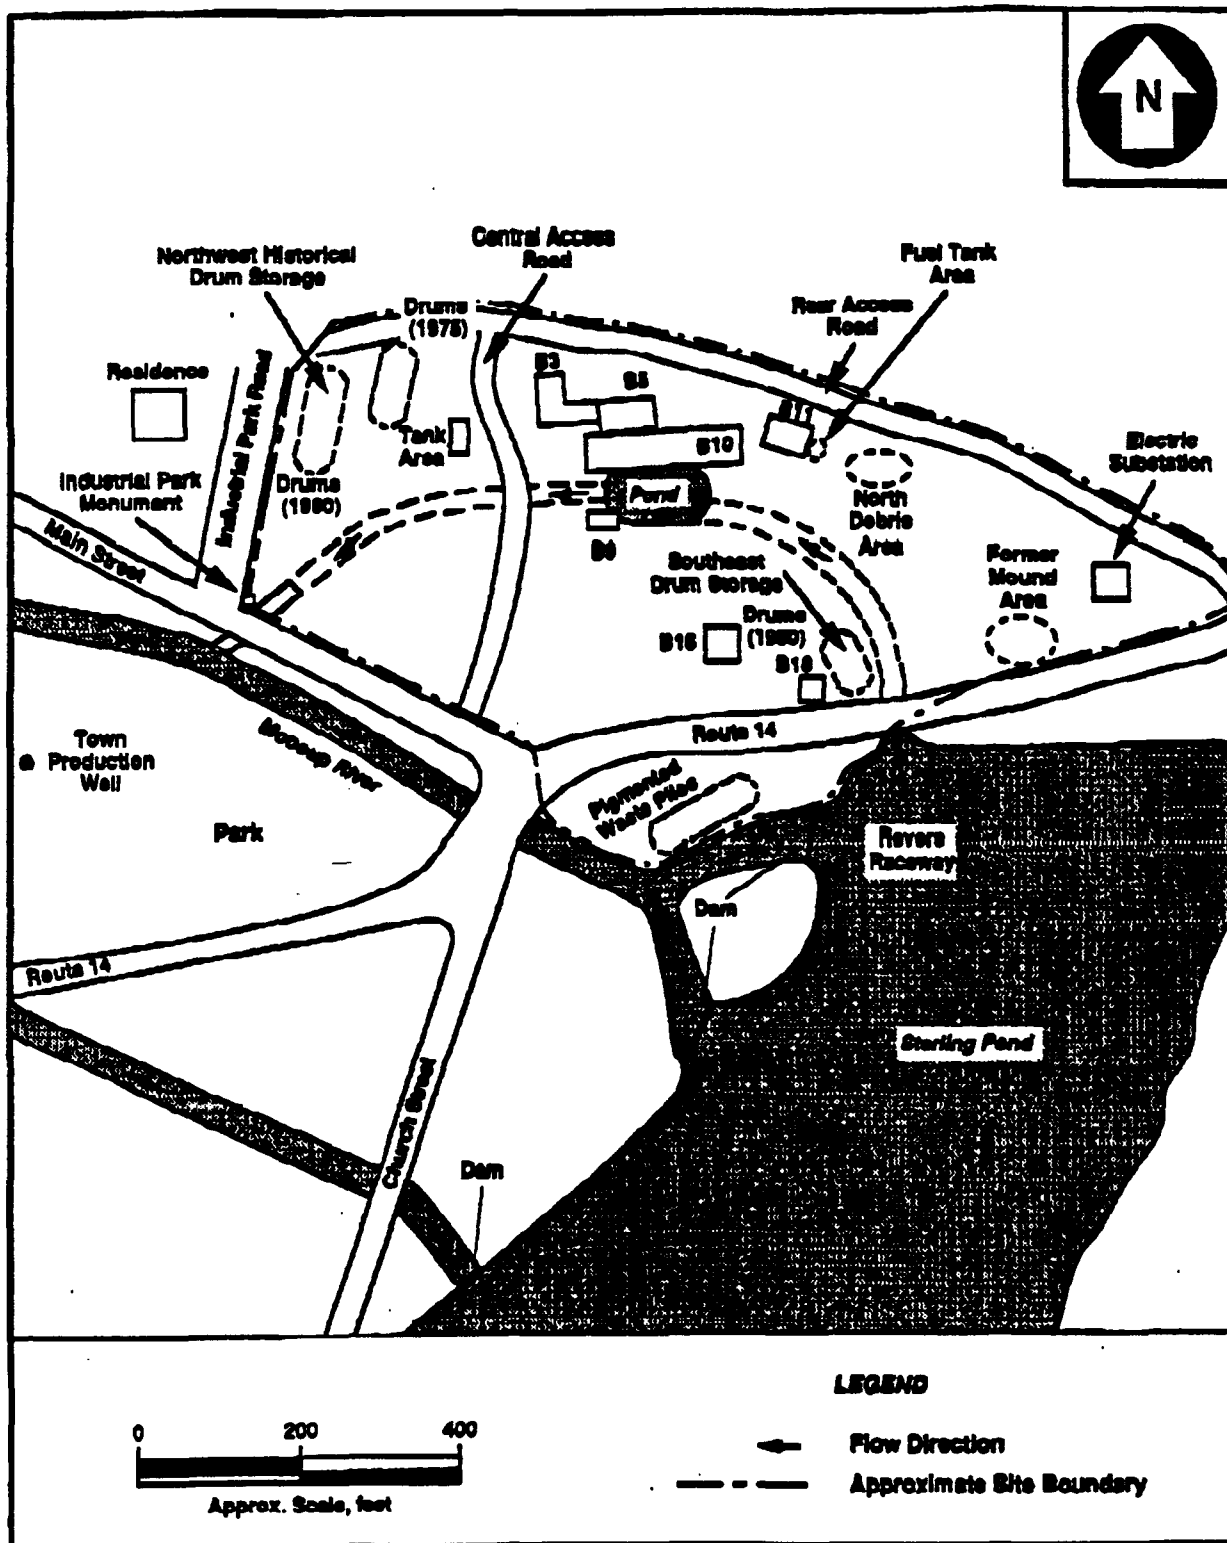 N
Northwest Historical
Drum Storage
Central Access
Road
Fuel Tank
Area
Rear Access
Road
Drums
(1975)
Residence
Industrial Park Road
B3
B5
B11
B10
Tank
Area
Electric
Substation
Industrial Park
Monument
Drums
(1980)
Pond
North
Debris
Area
Main Street
Southeast
Drum Storage
Former
Mound
Area
Drums
(1980)
B15
Route 14
Moosup River
Town
Production
Well
Pigmented
Waste Piles
Park
Revere
Raceway
Dam
Route 14
Sterling Pond
Church Street
Dam
LEGEND
0 200 400
Approx. Scale, feet
Flow Direction
Approximate Site Boundary